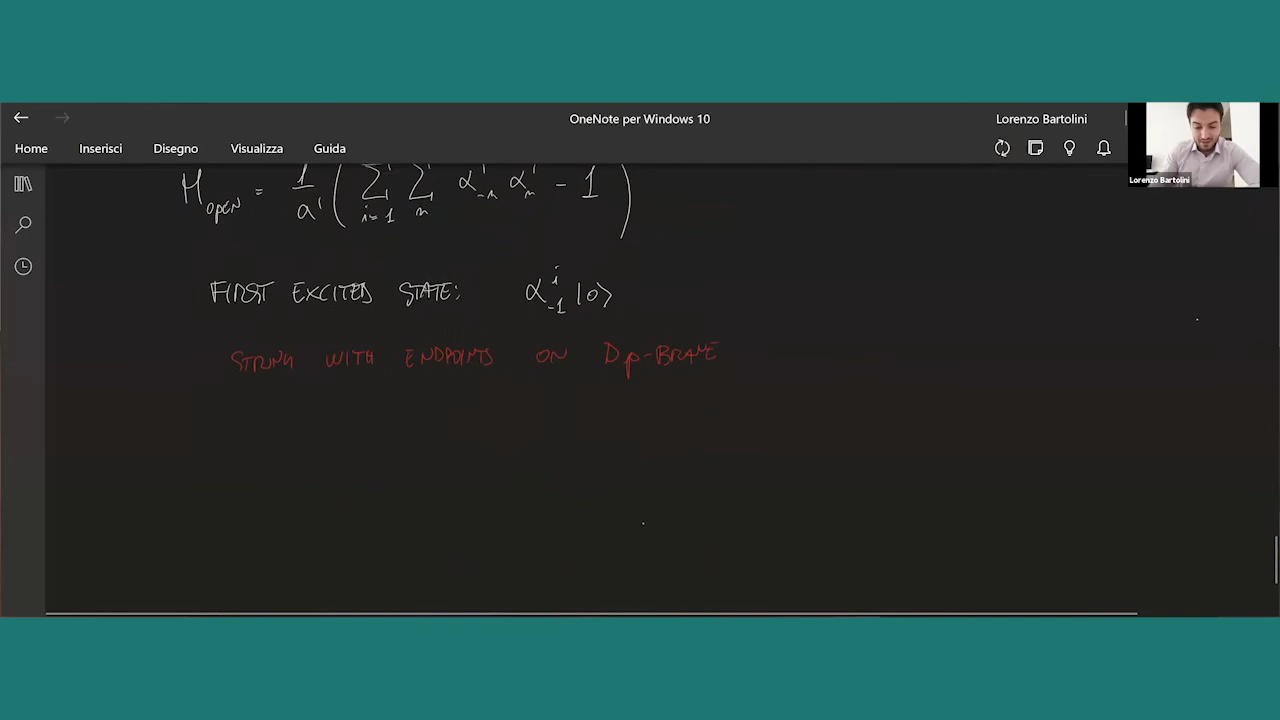 OneNote per Windows 10
Lorenzo Bartolini
Home Inserisci Disegno Visualizza Guida
Lorenzo Bartolini
M_open = 1/α' ( Σ_{i=1} Σ_n α^i_{-n} α^i_n - 1 )
FIRST EXCITED STATE: α^i_{-1} |0>
STRING WITH ENDPOINTS ON Dp-BRANE